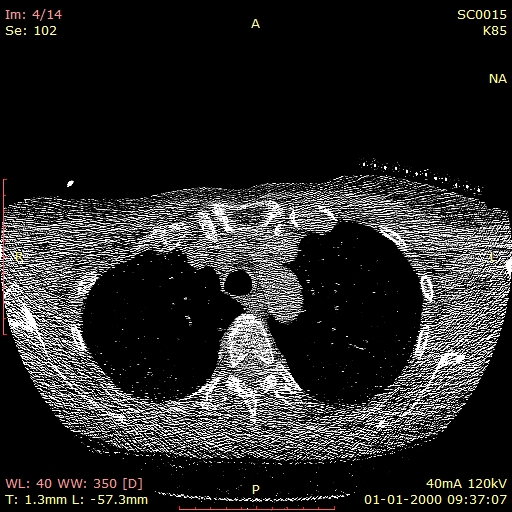 Im: 4/14
Se: 102
A
SC0015
K85
NA
R
L
WL: 40 WW: 350 [D]
T: 1.3mm L: -57.3mm
P
40mA 120kV
01-01-2000 09:37:07